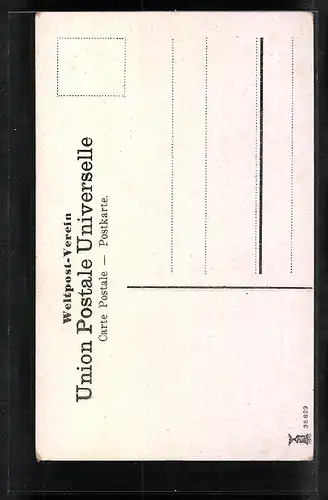 Weltpost-Verein
Union Postale Universelle
Carte Postale — Postkarte.
35829